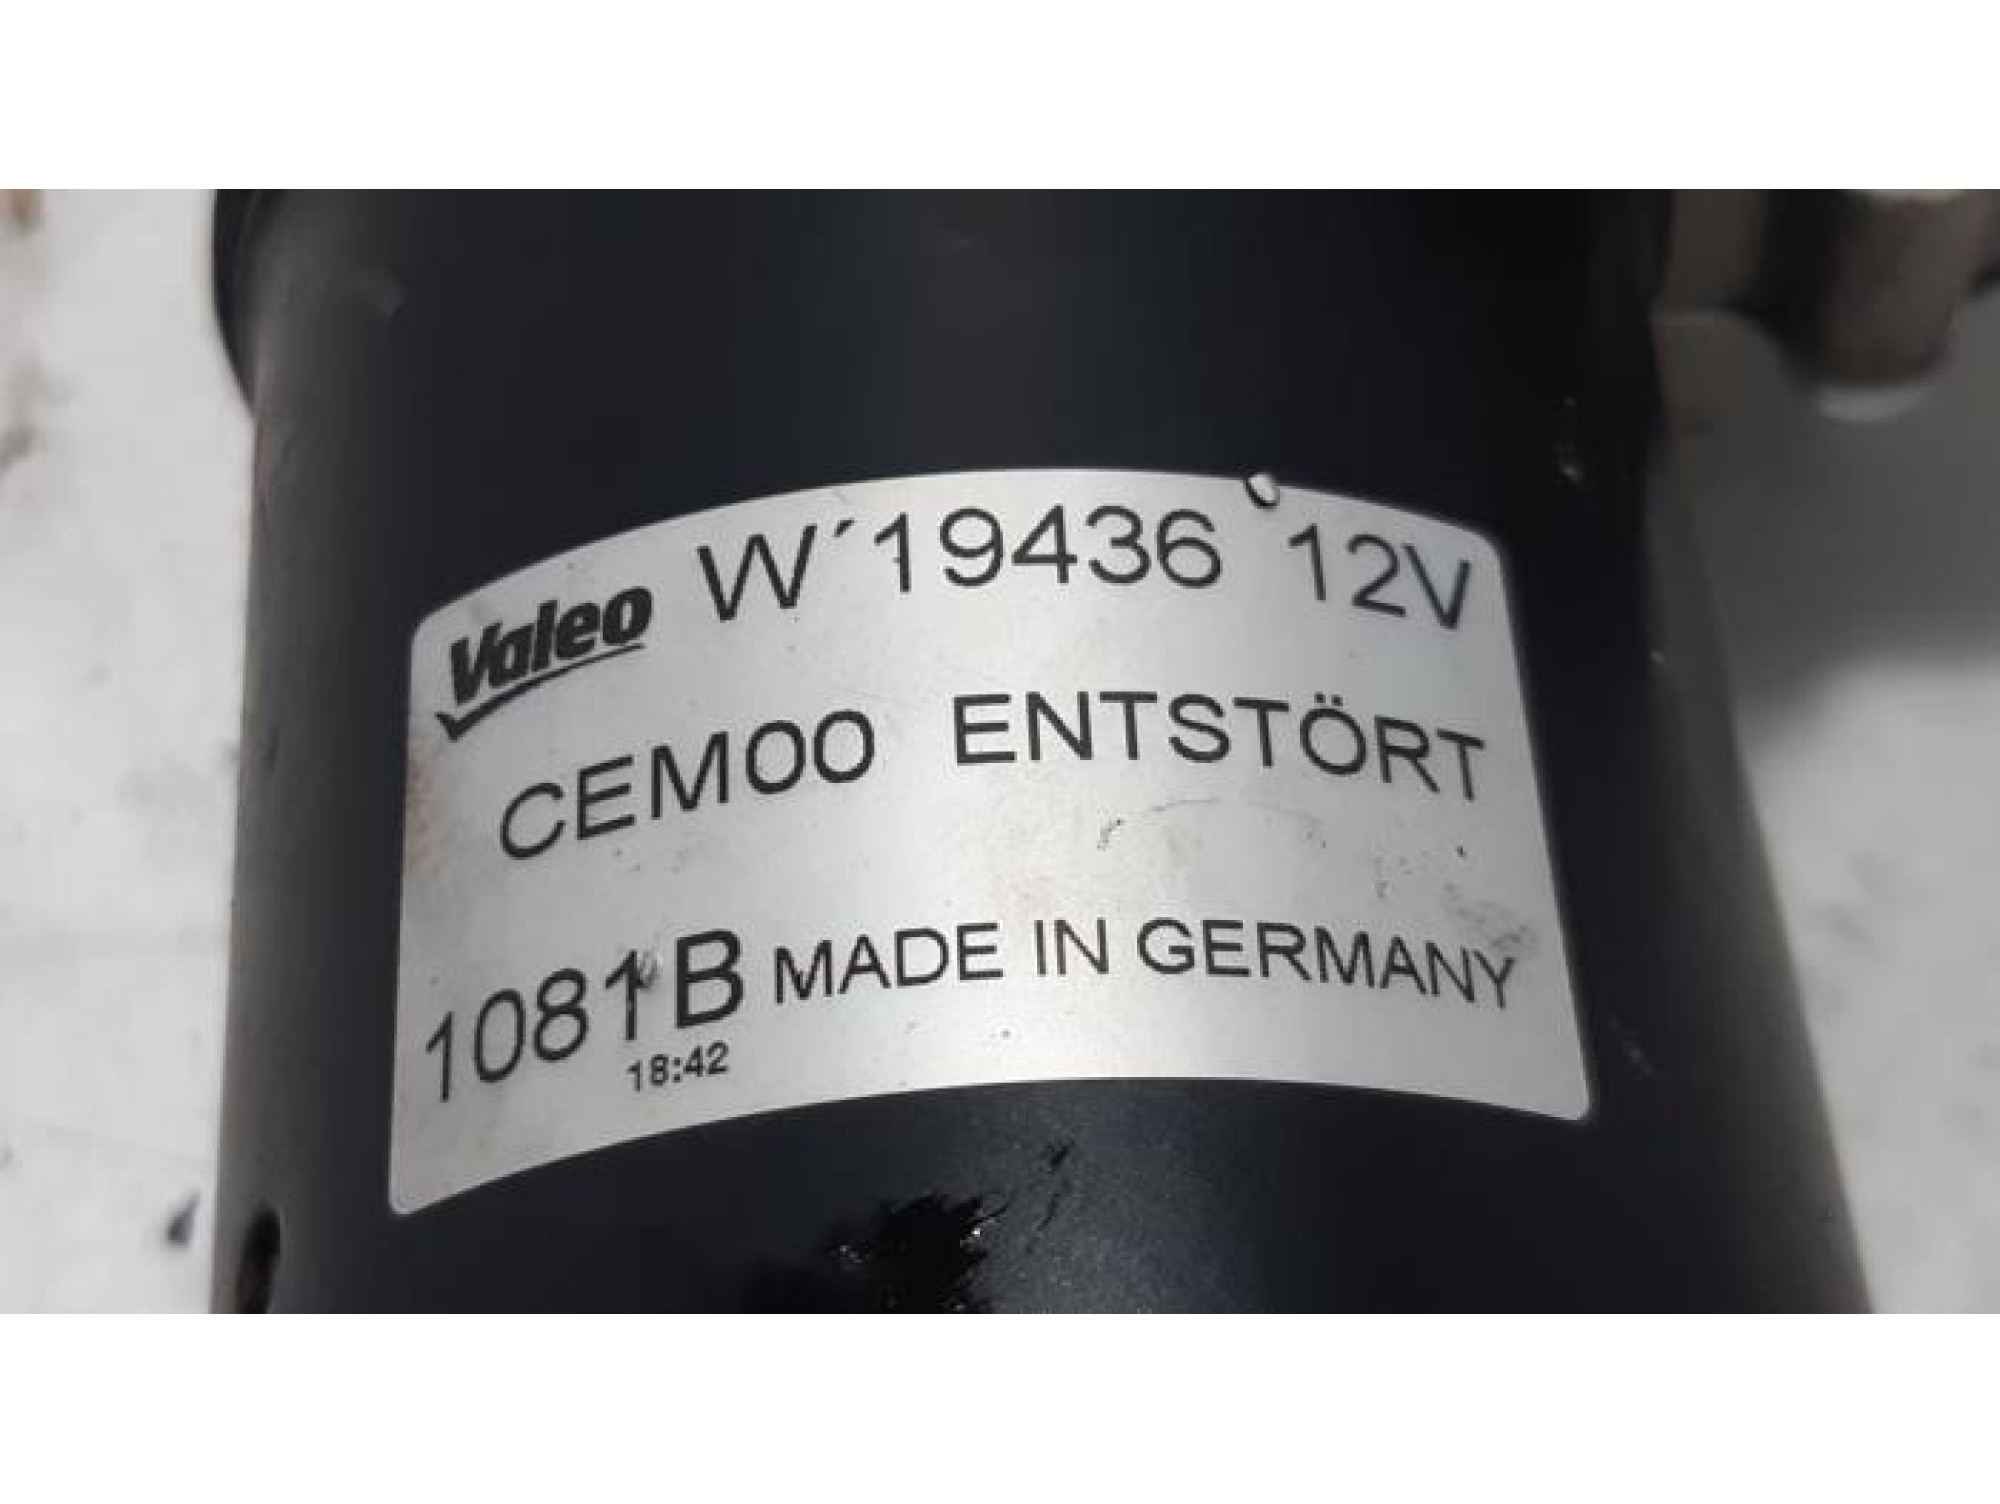 Valeo W´19436 12V
CEM00 ENTSTÖRT
1081B MADE IN GERMANY
18:42